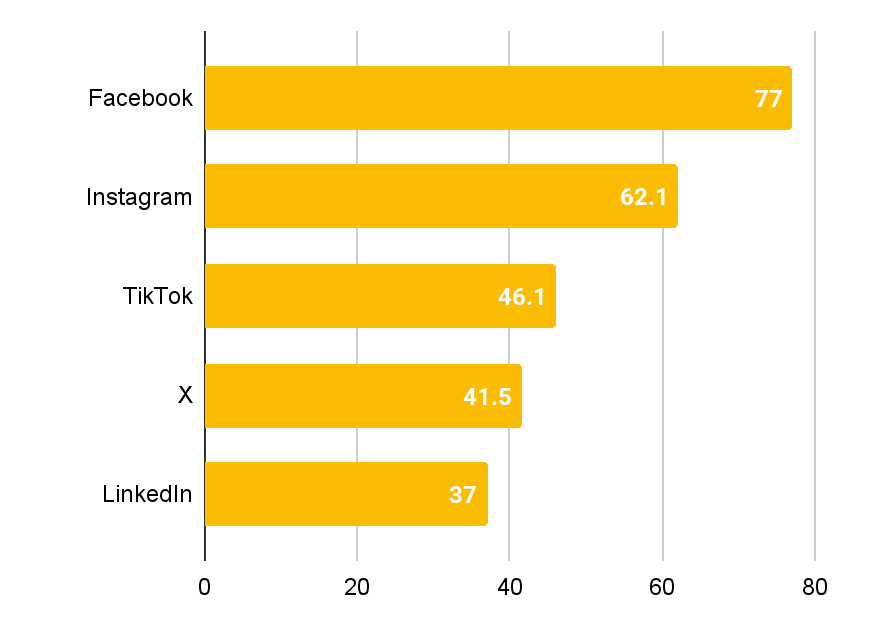 Facebook
77
Instagram
62.1
TikTok
46.1
X
41.5
LinkedIn
37
0 20 40 60 80